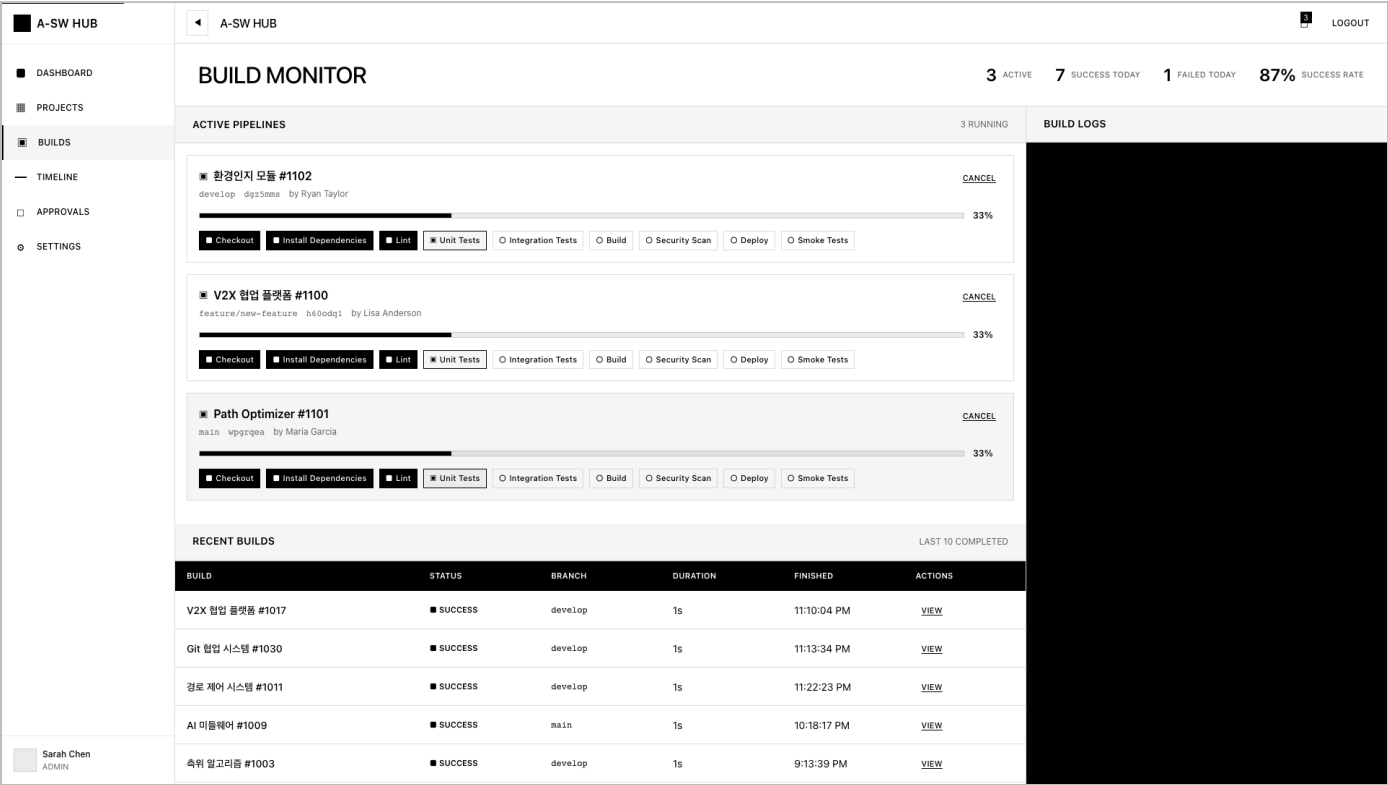 A-SW HUB
A-SW HUB
3
LOGOUT
DASHBOARD
PROJECTS
BUILDS
TIMELINE
APPROVALS
SETTINGS
Sarah Chen
ADMIN
BUILD MONITOR
3 ACTIVE 7 SUCCESS TODAY 1 FAILED TODAY 87% SUCCESS RATE
ACTIVE PIPELINES 3 RUNNING
환경인지 모듈 #1102 CANCEL
develop dgz5mms by Ryan Taylor
33%
Checkout Install Dependencies Lint Unit Tests Integration Tests Build Security Scan Deploy Smoke Tests
V2X 협업 플랫폼 #1100 CANCEL
feature/new-feature h60odql by Lisa Anderson
33%
Checkout Install Dependencies Lint Unit Tests Integration Tests Build Security Scan Deploy Smoke Tests
Path Optimizer #1101 CANCEL
main wpgrqea by Maria Garcia
33%
Checkout Install Dependencies Lint Unit Tests Integration Tests Build Security Scan Deploy Smoke Tests
RECENT BUILDS LAST 10 COMPLETED
BUILD STATUS BRANCH DURATION FINISHED ACTIONS
V2X 협업 플랫폼 #1017 SUCCESS develop 1s 11:10:04 PM VIEW
Git 협업 시스템 #1030 SUCCESS develop 1s 11:13:34 PM VIEW
경로 제어 시스템 #1011 SUCCESS develop 1s 11:22:23 PM VIEW
AI 미들웨어 #1009 SUCCESS main 1s 10:18:17 PM VIEW
측위 알고리즘 #1003 SUCCESS develop 1s 9:13:39 PM VIEW
BUILD LOGS